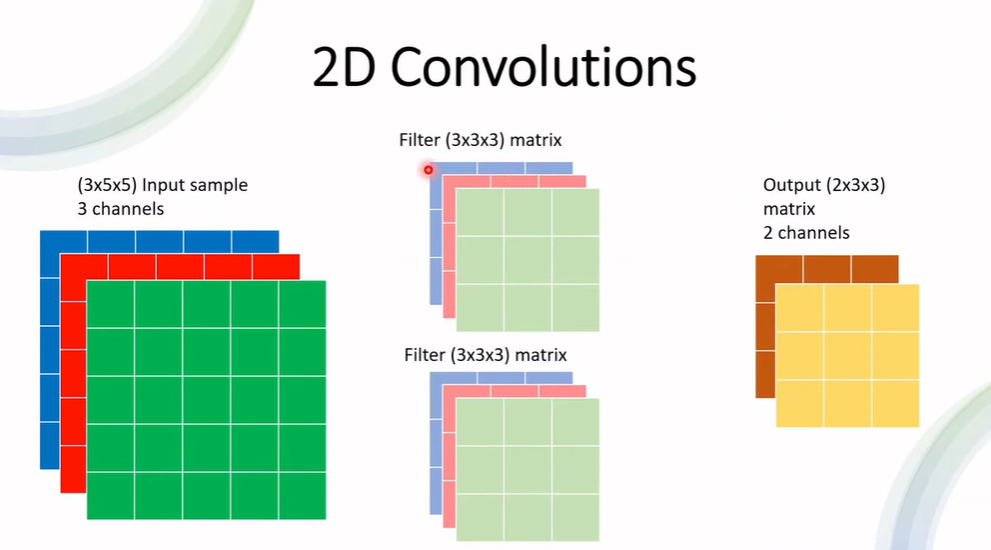 2D Convolutions
(3x5x5) Input sample
3 channels
Filter (3x3x3) matrix
Filter (3x3x3) matrix
Output (2x3x3)
matrix
2 channels